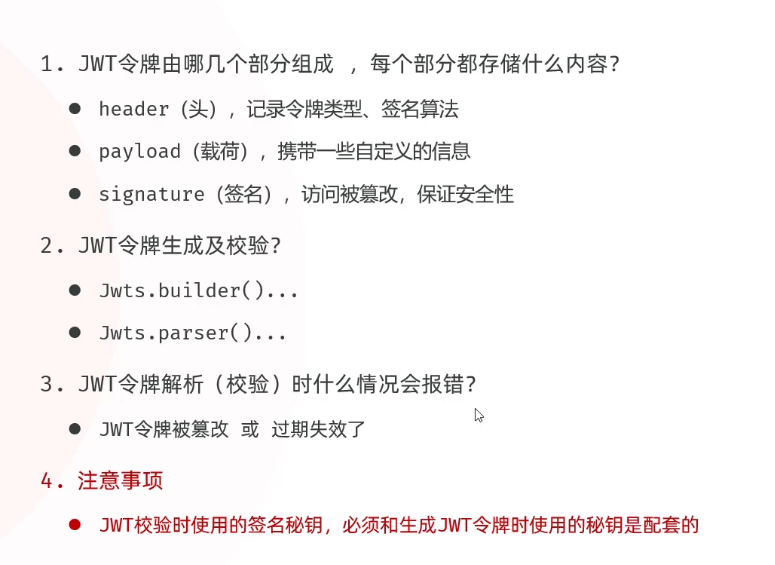 1. JWT令牌由哪几个部分组成 ，每个部分都存储什么内容？
● header（头），记录令牌类型、签名算法
● payload（载荷），携带一些自定义的信息
● signature（签名），访问被篡改，保证安全性
2. JWT令牌生成及校验？
● Jwts.builder()...
● Jwts.parser()...
3. JWT令牌解析（校验）时什么情况会报错？
● JWT令牌被篡改 或 过期失效了
4. 注意事项
● JWT校验时使用的签名秘钥，必须和生成JWT令牌时使用的秘钥是配套的